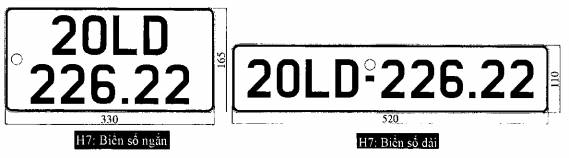 20LD
226.22
165
330
H7: Biển số ngắn
20LD-226.22
110
520
H7: Biển số dài